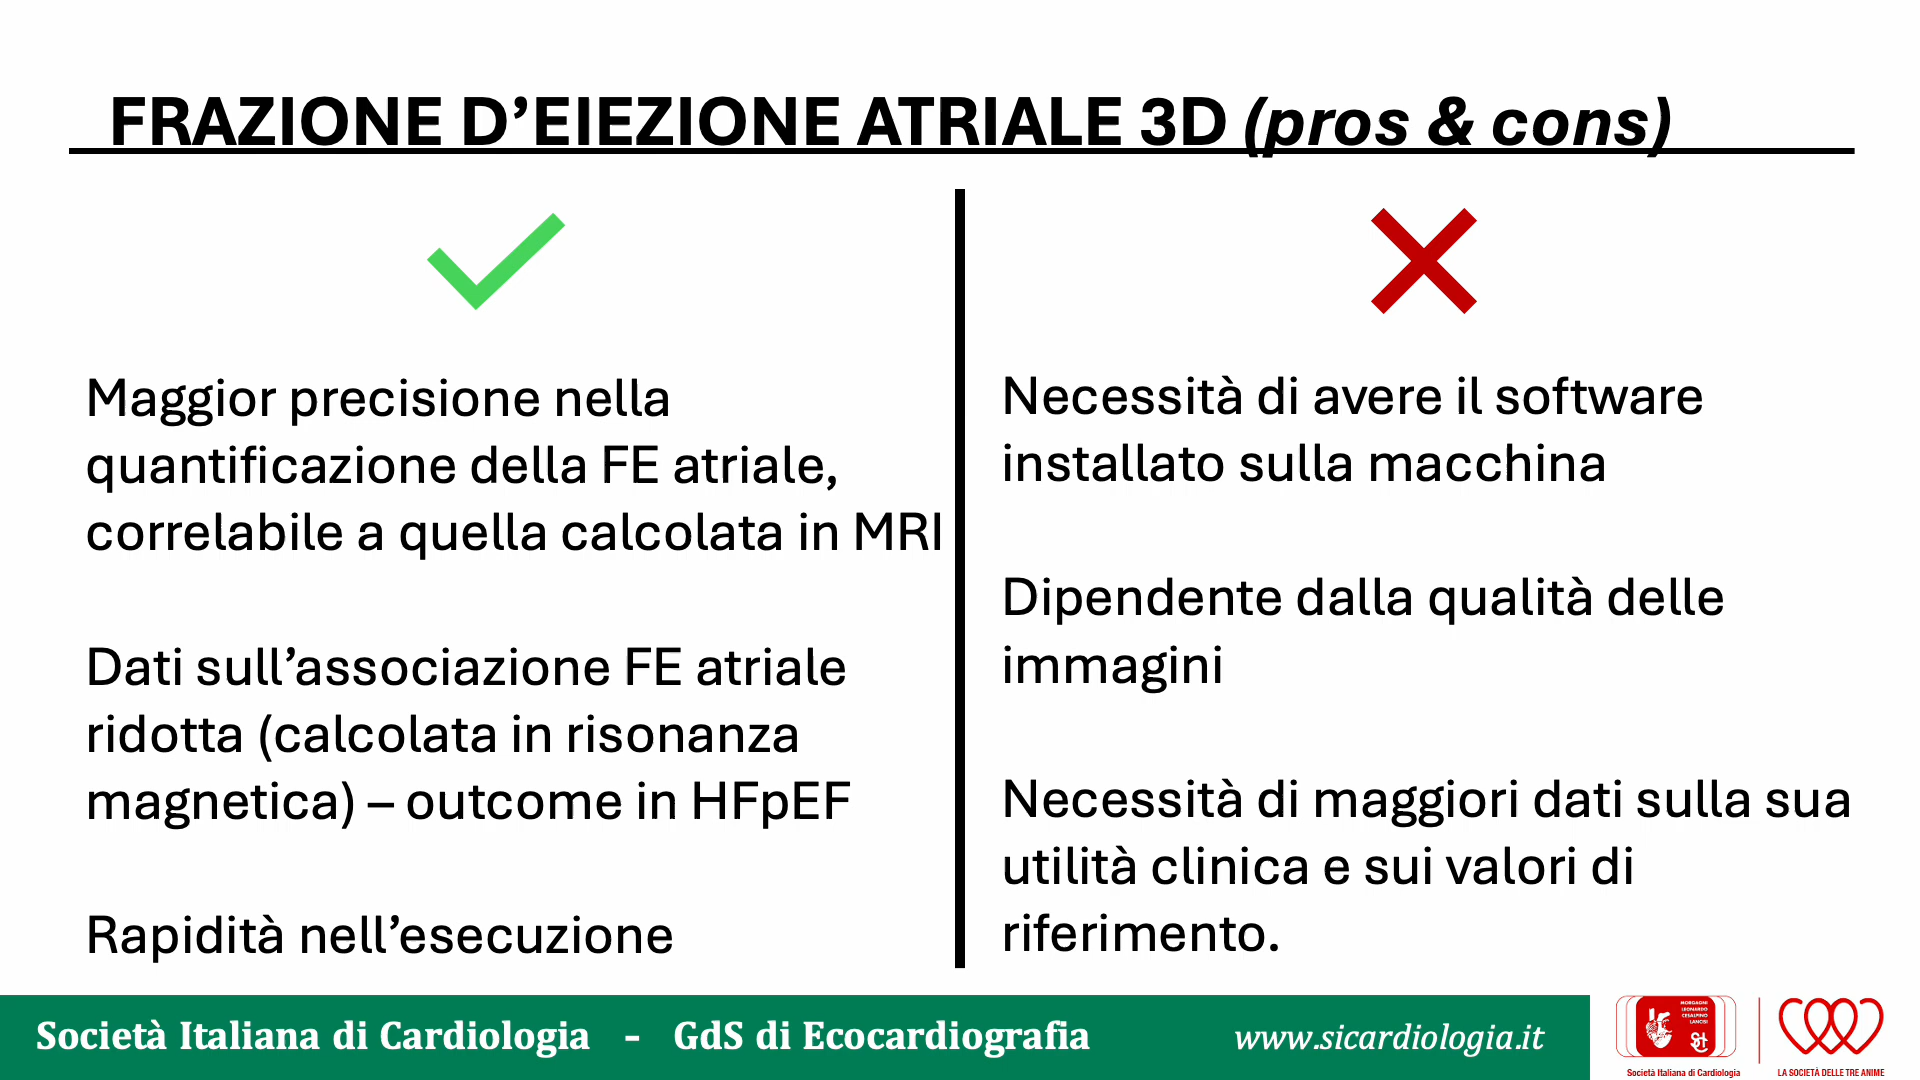 FRAZIONE D’EIEZIONE ATRIALE 3D (pros & cons)
Maggior precisione nella
quantificazione della FE atriale,
correlabile a quella calcolata in MRI
Dati sull’associazione FE atriale
ridotta (calcolata in risonanza
magnetica) – outcome in HFpEF
Rapidità nell’esecuzione
Necessità di avere il software
installato sulla macchina
Dipendente dalla qualità delle
immagini
Necessità di maggiori dati sulla sua
utilità clinica e sui valori di
riferimento.
Società Italiana di Cardiologia - GdS di Ecocardiografia
www.sicardiologia.it
MORGAGNI
LEONARDO
CESALPINO
LANCISI
Società Italiana di Cardiologia
LA SOCIETÀ DELLE TRE ANIME